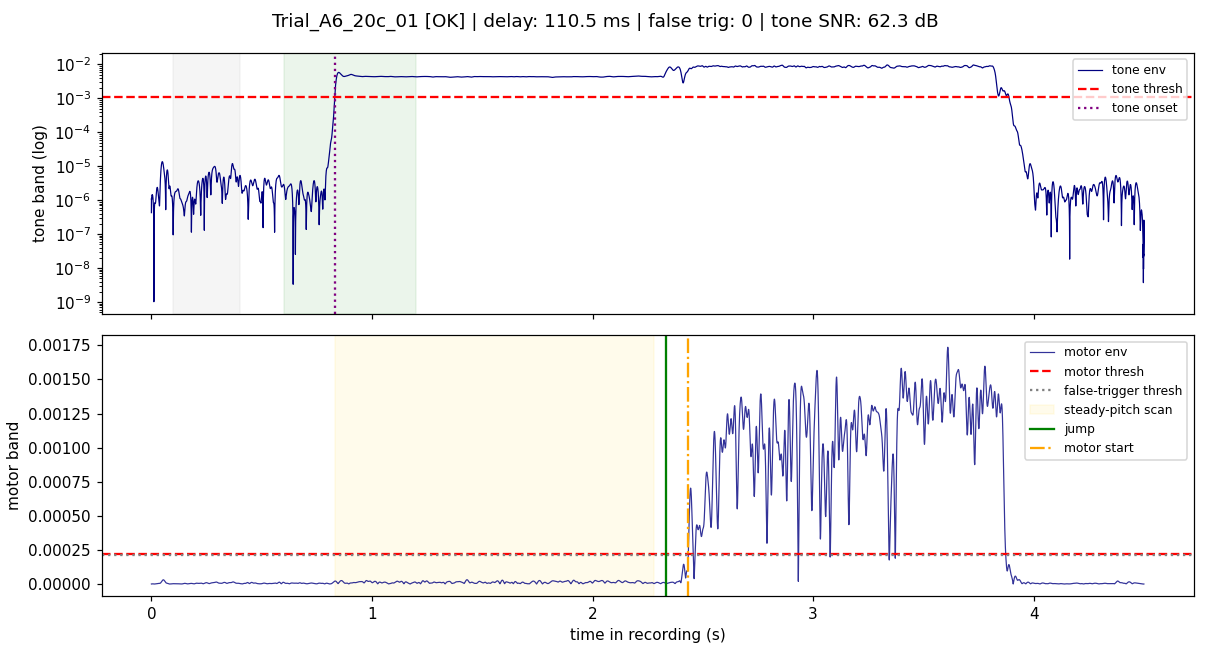 Trial_A6_20c_01 [OK] | delay: 110.5 ms | false trig: 0 | tone SNR: 62.3 dB
tone band (log)
10⁻²
10⁻³
10⁻⁴
10⁻⁵
10⁻⁶
10⁻⁷
10⁻⁸
10⁻⁹
tone env
tone thresh
tone onset
motor band
0.00175
0.00150
0.00125
0.00100
0.00075
0.00050
0.00025
0.00000
motor env
motor thresh
false-trigger thresh
steady-pitch scan
jump
motor start
0 1 2 3 4
time in recording (s)